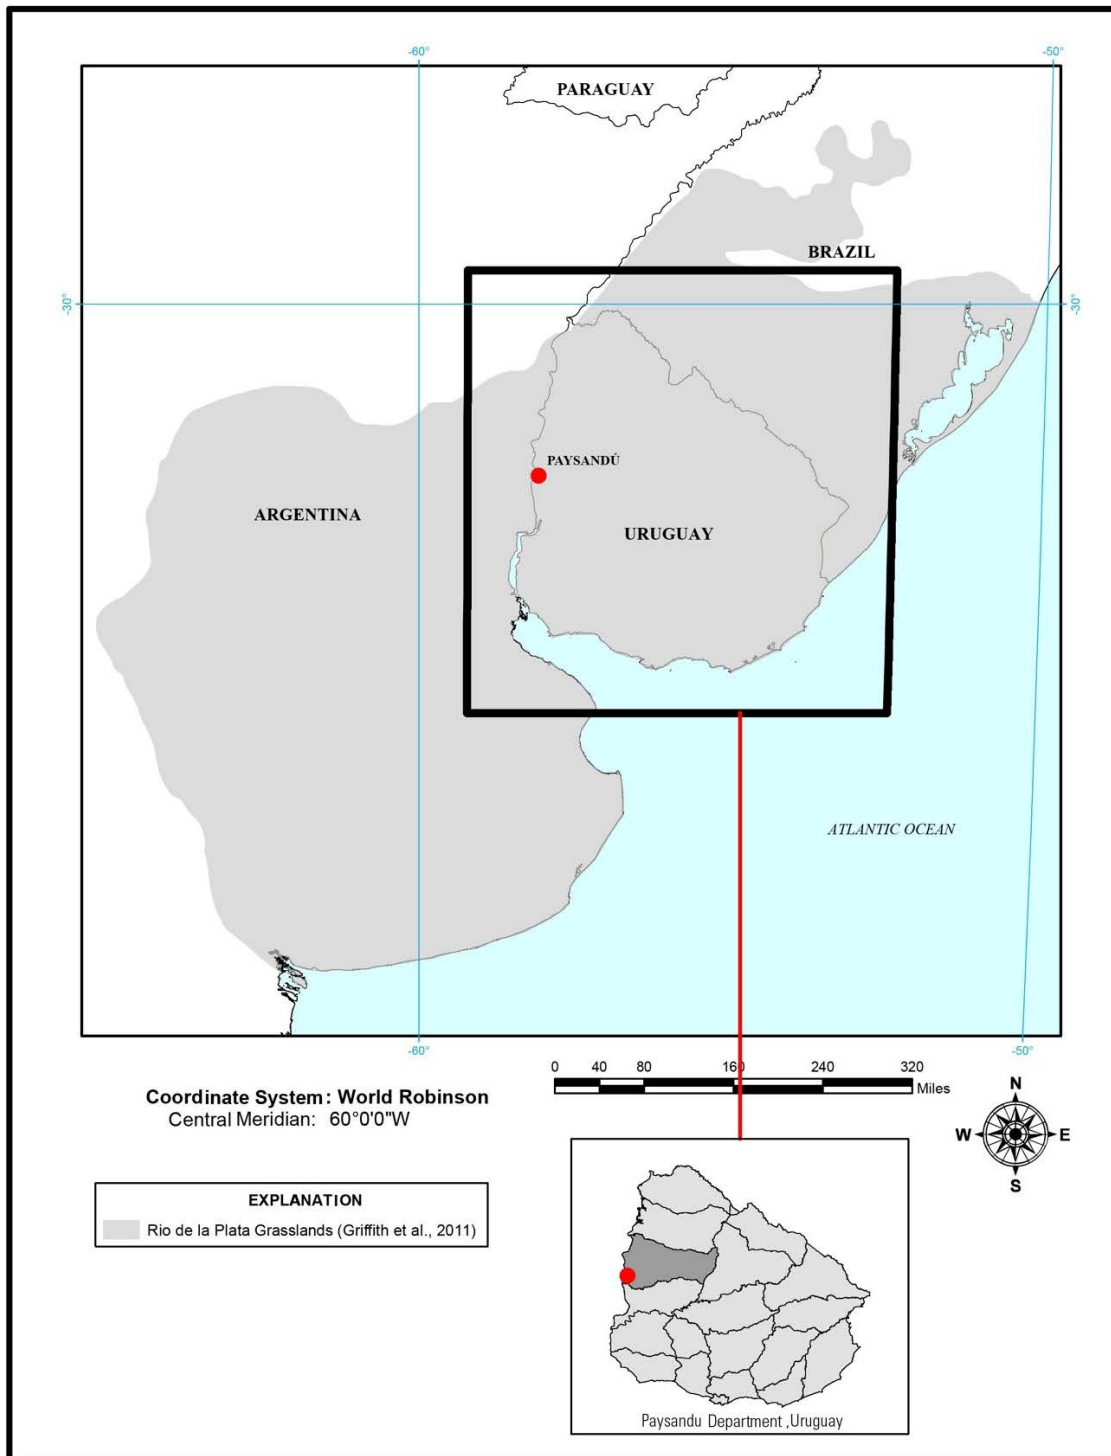 -60°
-50°
PARAGUAY
BRAZIL
-30°
-30°
PAYSANDÚ
ARGENTINA
URUGUAY
ATLANTIC OCEAN
-60°
-50°
0 40 80 160 240 320
Miles
Coordinate System: World Robinson
Central Meridian: 60°0'0"W
N
W E
S
EXPLANATION
Rio de la Plata Grasslands (Griffith et al., 2011)
Paysandu Department ,Uruguay